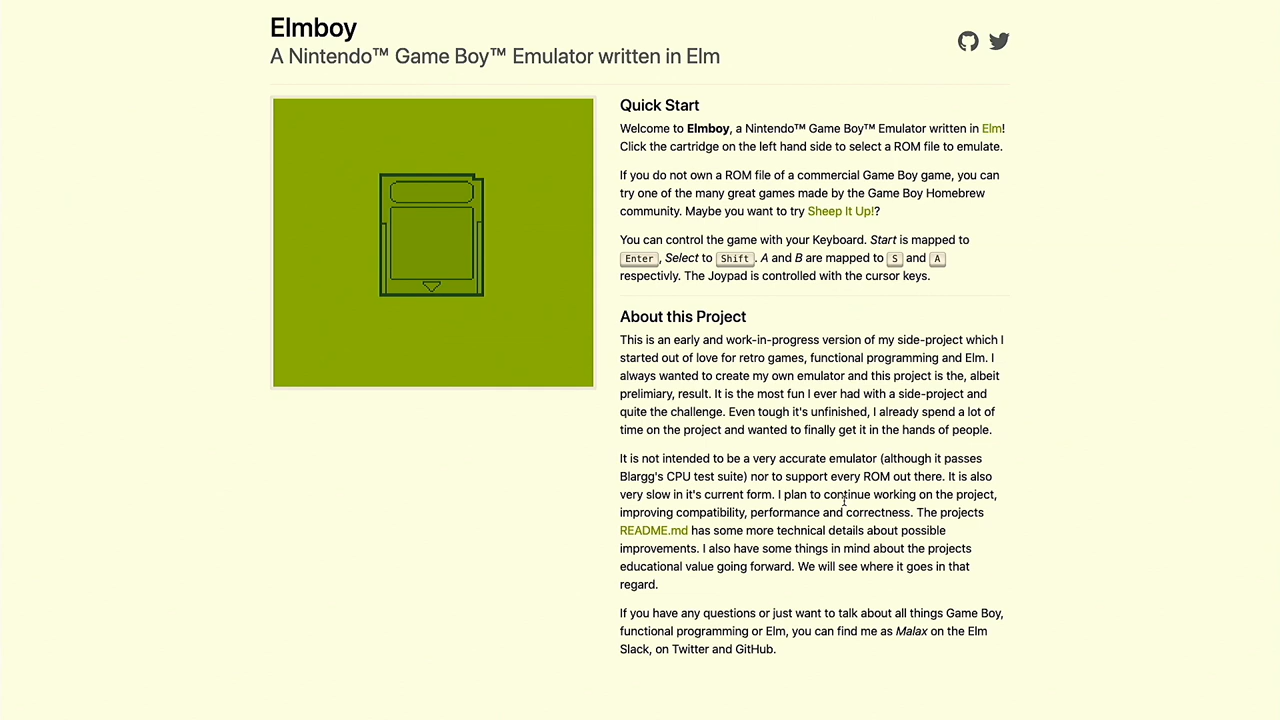 Elmboy
A Nintendo™ Game Boy™ Emulator written in Elm
Quick Start
Welcome to Elmboy, a Nintendo™ Game Boy™ Emulator written in Elm!
Click the cartridge on the left hand side to select a ROM file to emulate.
If you do not own a ROM file of a commercial Game Boy game, you can
try one of the many great games made by the Game Boy Homebrew
community. Maybe you want to try Sheep It Up!?
You can control the game with your Keyboard. Start is mapped to
Enter, Select to Shift. A and B are mapped to S and A
respectivly. The Joypad is controlled with the cursor keys.
About this Project
This is an early and work-in-progress version of my side-project which I
started out of love for retro games, functional programming and Elm. I
always wanted to create my own emulator and this project is the, albeit
prelimiary, result. It is the most fun I ever had with a side-project and
quite the challenge. Even tough it's unfinished, I already spend a lot of
time on the project and wanted to finally get it in the hands of people.
It is not intended to be a very accurate emulator (although it passes
Blargg's CPU test suite) nor to support every ROM out there. It is also
very slow in it's current form. I plan to continue working on the project,
improving compatibility, performance and correctness. The projects
README.md has some more technical details about possible
improvements. I also have some things in mind about the projects
educational value going forward. We will see where it goes in that
regard.
If you have any questions or just want to talk about all things Game Boy,
functional programming or Elm, you can find me as Malax on the Elm
Slack, on Twitter and GitHub.